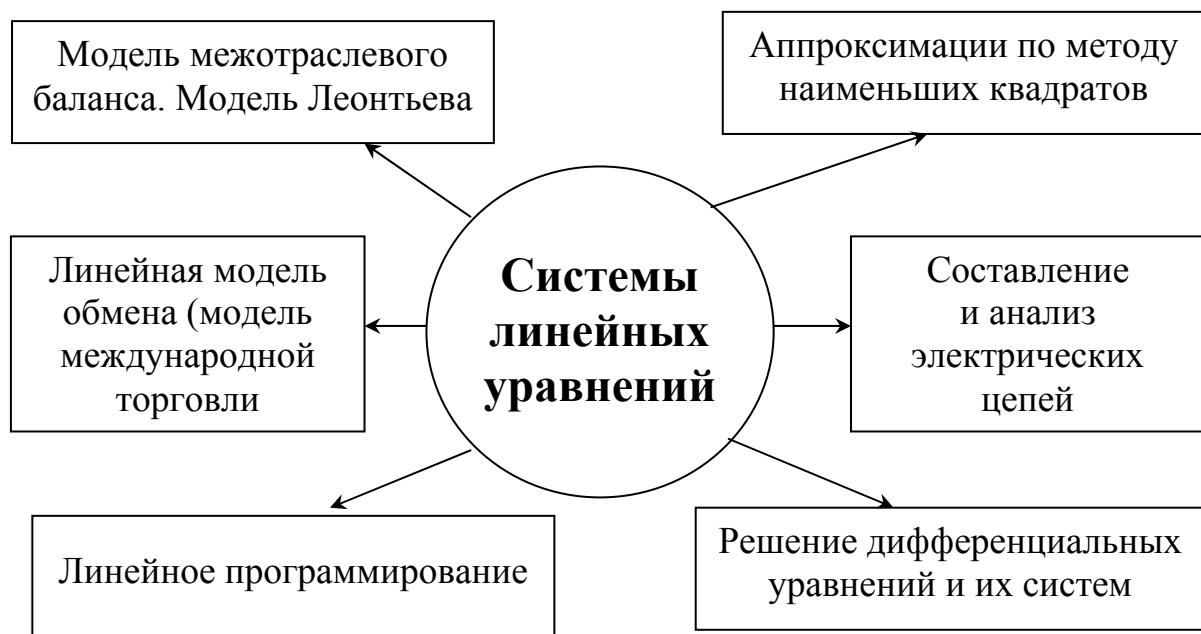 Модель межотраслевого
баланса. Модель Леонтьева
Аппроксимации по методу
наименьших квадратов
Линейная модель
обмена (модель
международной
торговли
Системы
линейных
уравнений
Составление
и анализ
электрических
цепей
Линейное программирование
Решение дифференциальных
уравнений и их систем